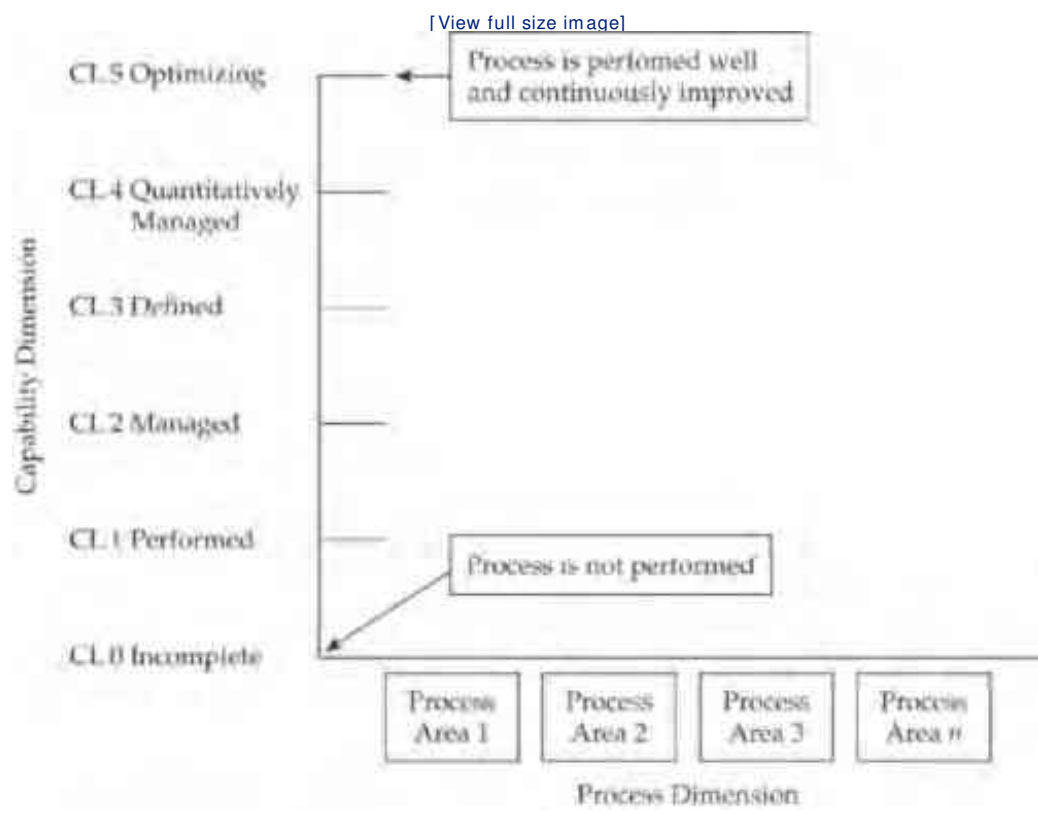 [View full size image]
CL 5 Optimizing
Process is perfomed well
and continuously improved
CL 4 Quantitatively
Managed
CL 3 Defined
CL 2 Managed
CL 1 Performed
Process is not performed
CL 0 Incomplete
Capability Dimension
Process
Area 1
Process
Area 2
Process
Area 3
Process
Area n
Process Dimension